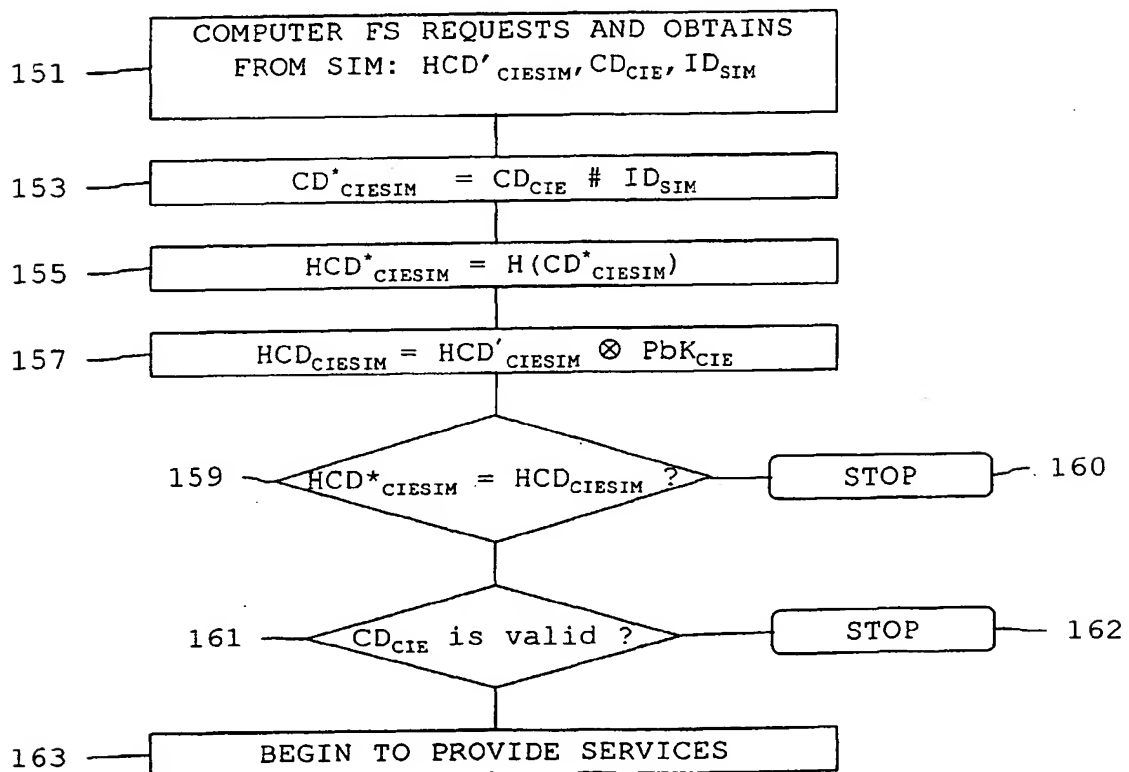 COMPUTER FS REQUESTS AND OBTAINS
151 FROM SIM: HCD'CIESIM, CDCIE, IDSIM
153 CD*CIESIM = CDCIE # IDSIM
155 HCD*CIESIM = H(CD*CIESIM)
157 HCDCIESIM = HCD'CIESIM ⊗ PbKCIE
159 HCD*CIESIM = HCDCIESIM ? STOP 160
161 CDCIE is valid ? STOP 162
163 BEGIN TO PROVIDE SERVICES